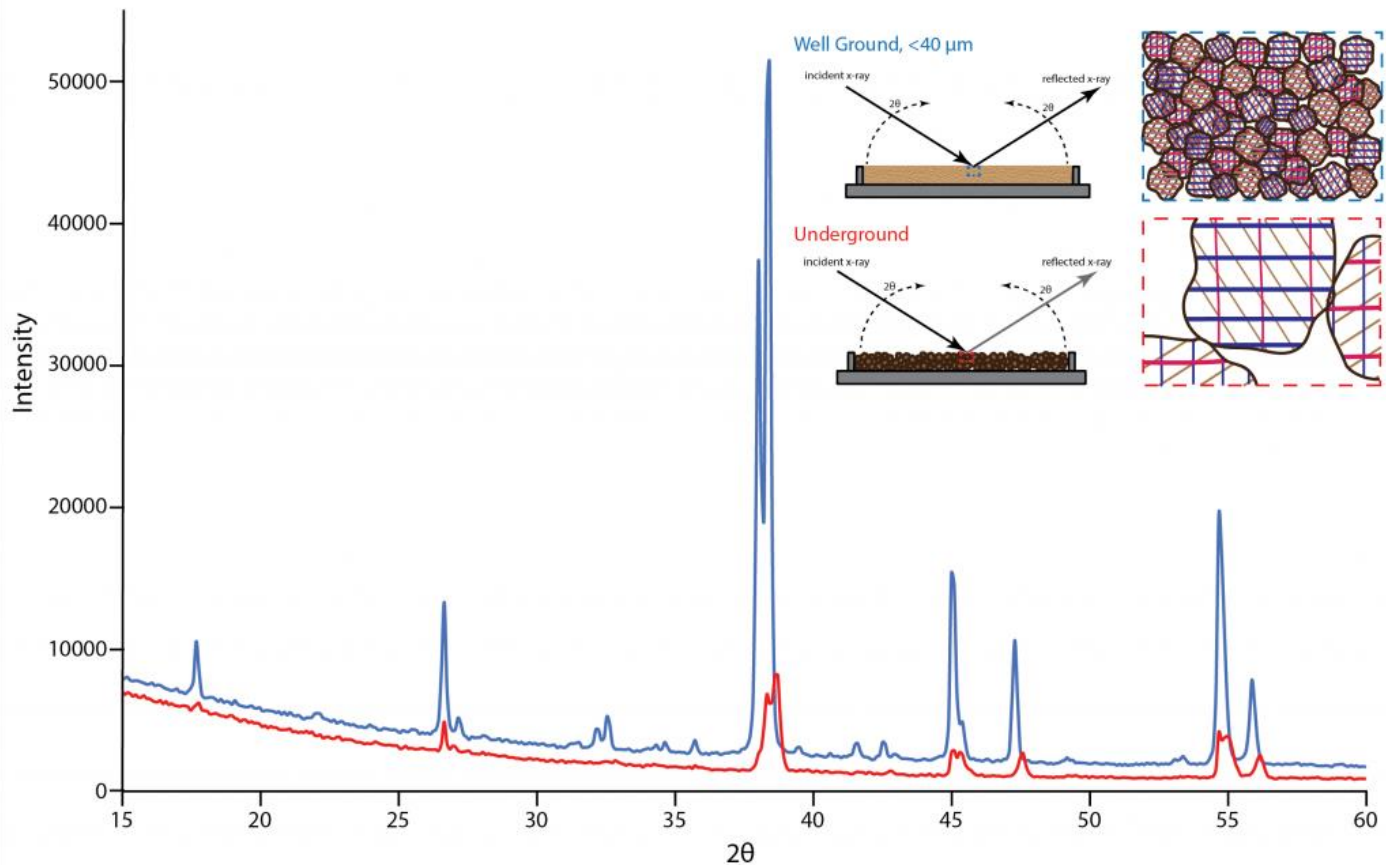 Well Ground, <40 μm
incident x-ray
reflected x-ray
2θ
2θ
Underground
incident x-ray
reflected x-ray
2θ
2θ
Intensity
50000
40000
30000
20000
10000
0
15 20 25 30 35 40 45 50 55 60
2θ